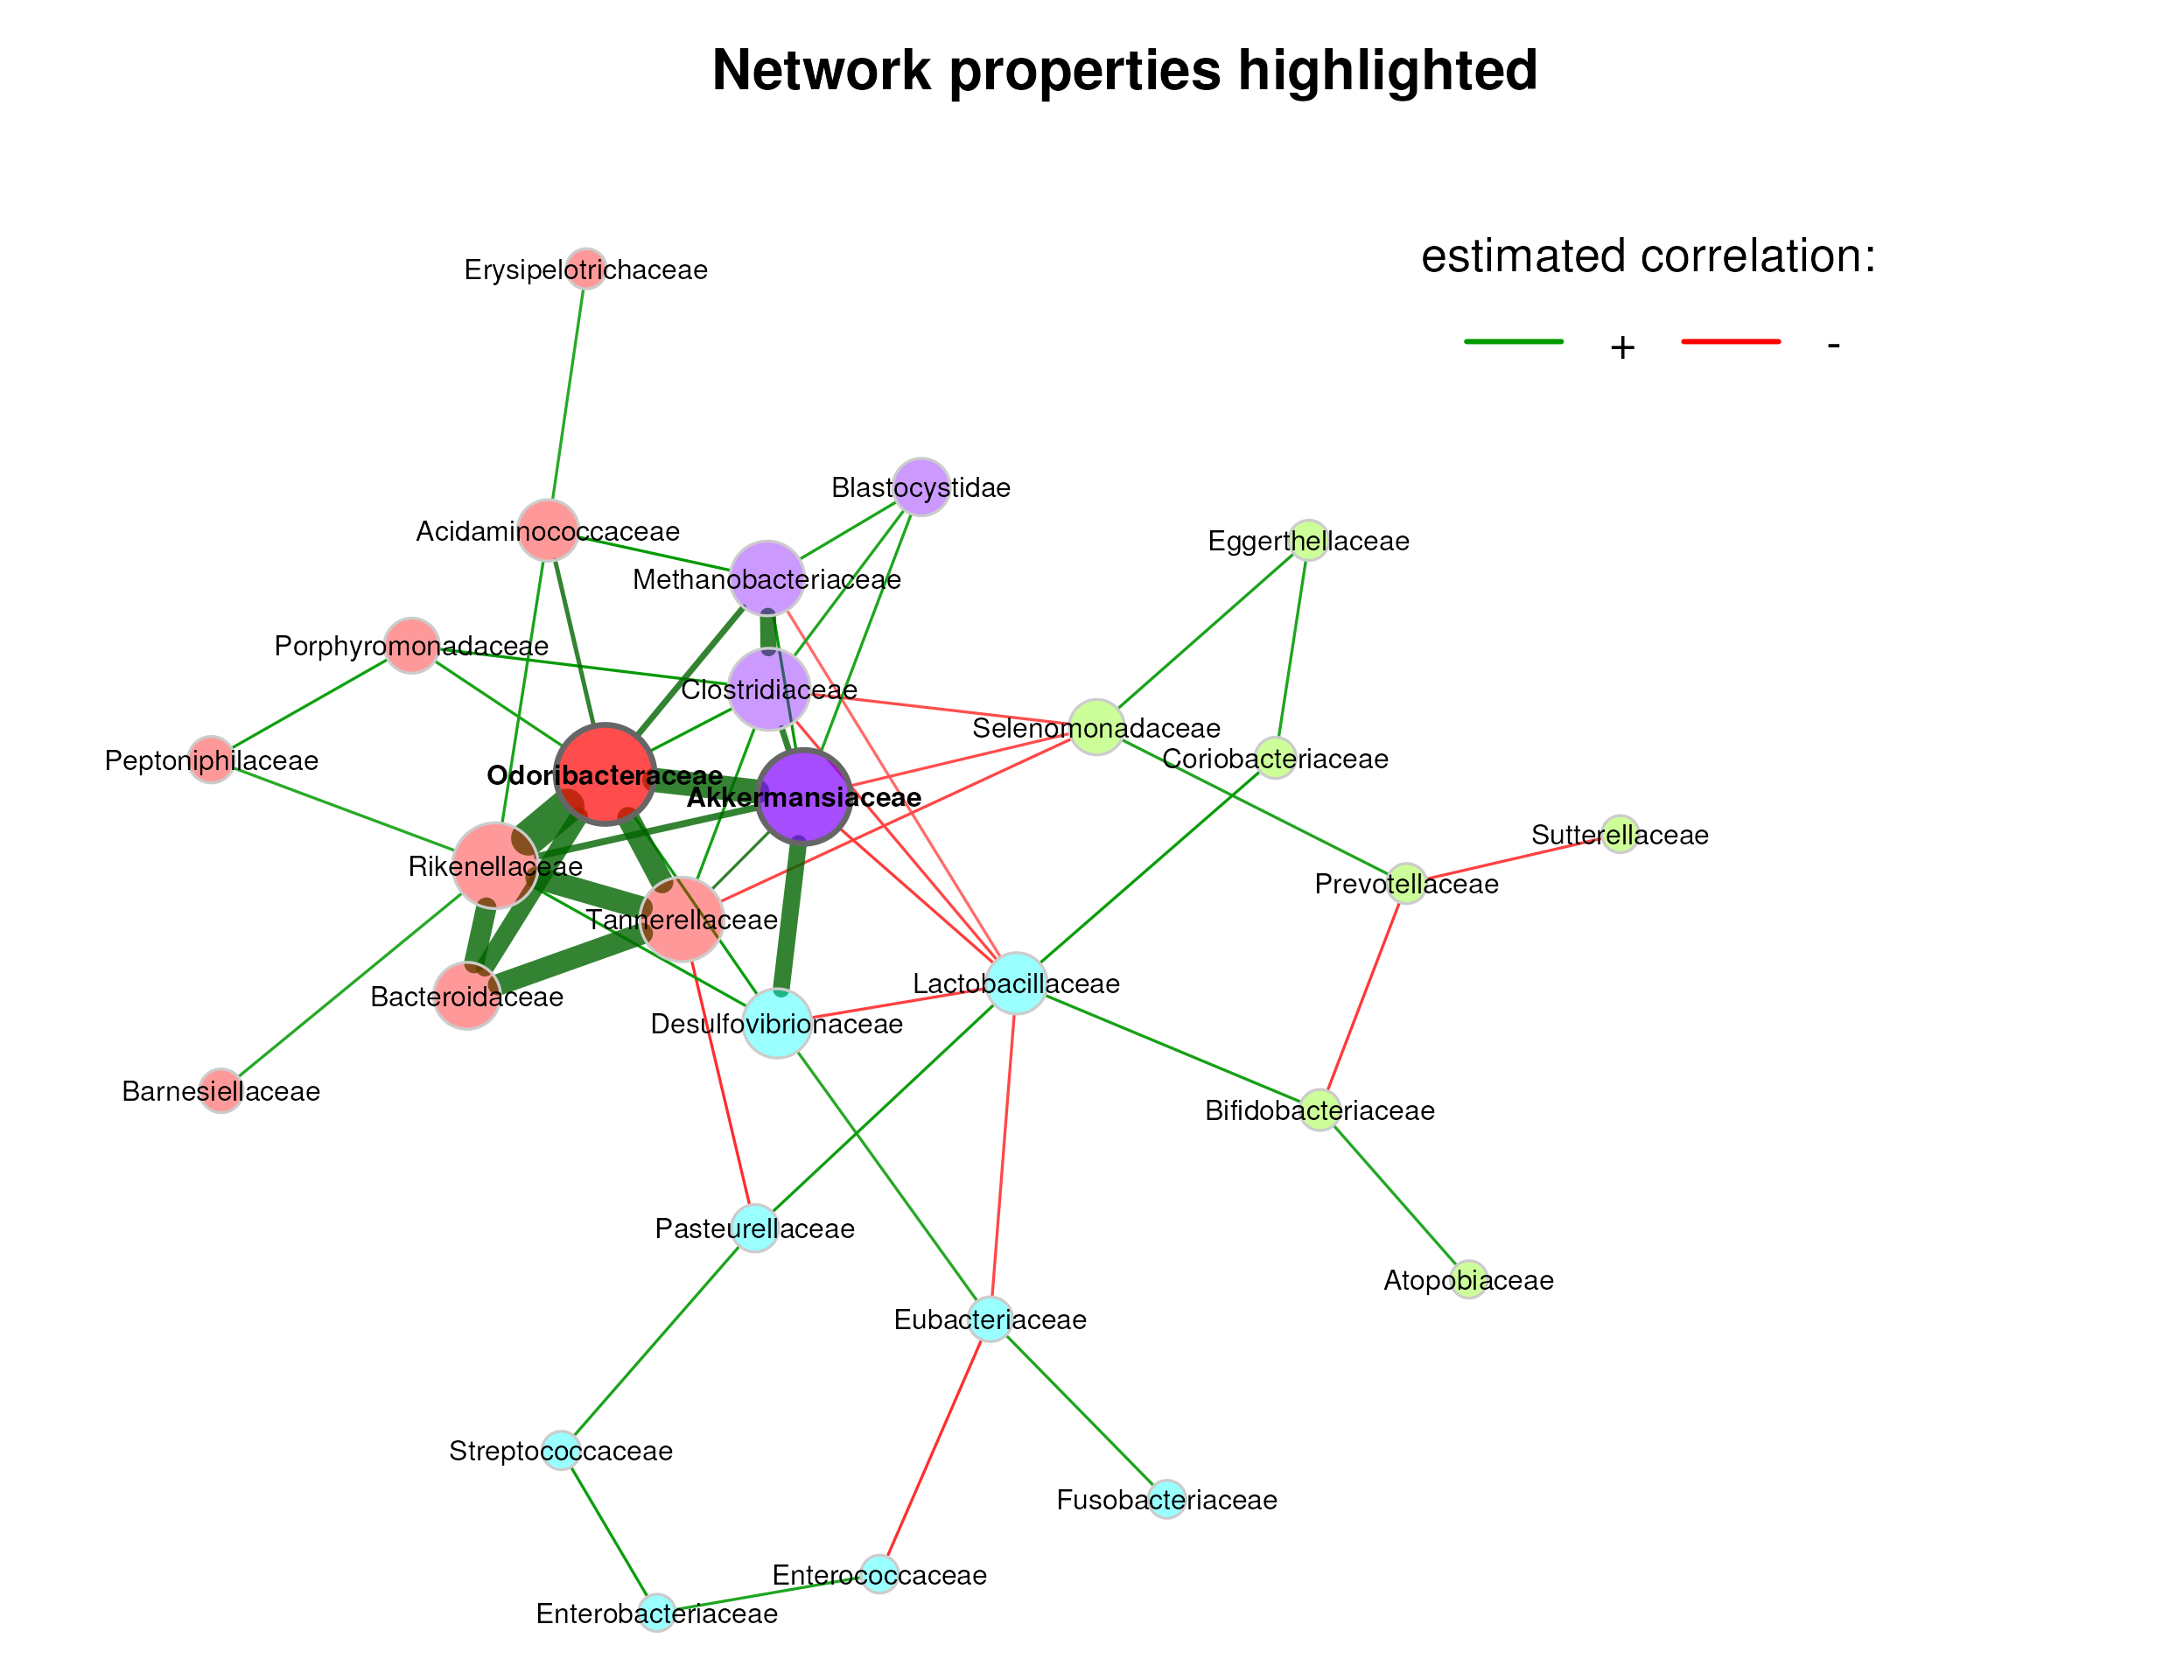 Network properties highlighted
estimated correlation:
+ -
Erysipelotrichaceae
Blastocystidae
Acidaminococcaceae
Eggerthellaceae
Methanobacteriaceae
Porphyromonadaceae
Clostridiaceae
Selenomonadaceae
Peptoniphilaceae
Coriobacteriaceae
Odoribacteraceae
Akkermansiaceae
Sutterellaceae
Rikenellaceae
Prevotellaceae
Tannerellaceae
Lactobacillaceae
Bacteroidaceae
Desulfovibrionaceae
Barnesiellaceae
Bifidobacteriaceae
Pasteurellaceae
Atopobiaceae
Eubacteriaceae
Streptococcaceae
Fusobacteriaceae
Enterococcaceae
Enterobacteriaceae